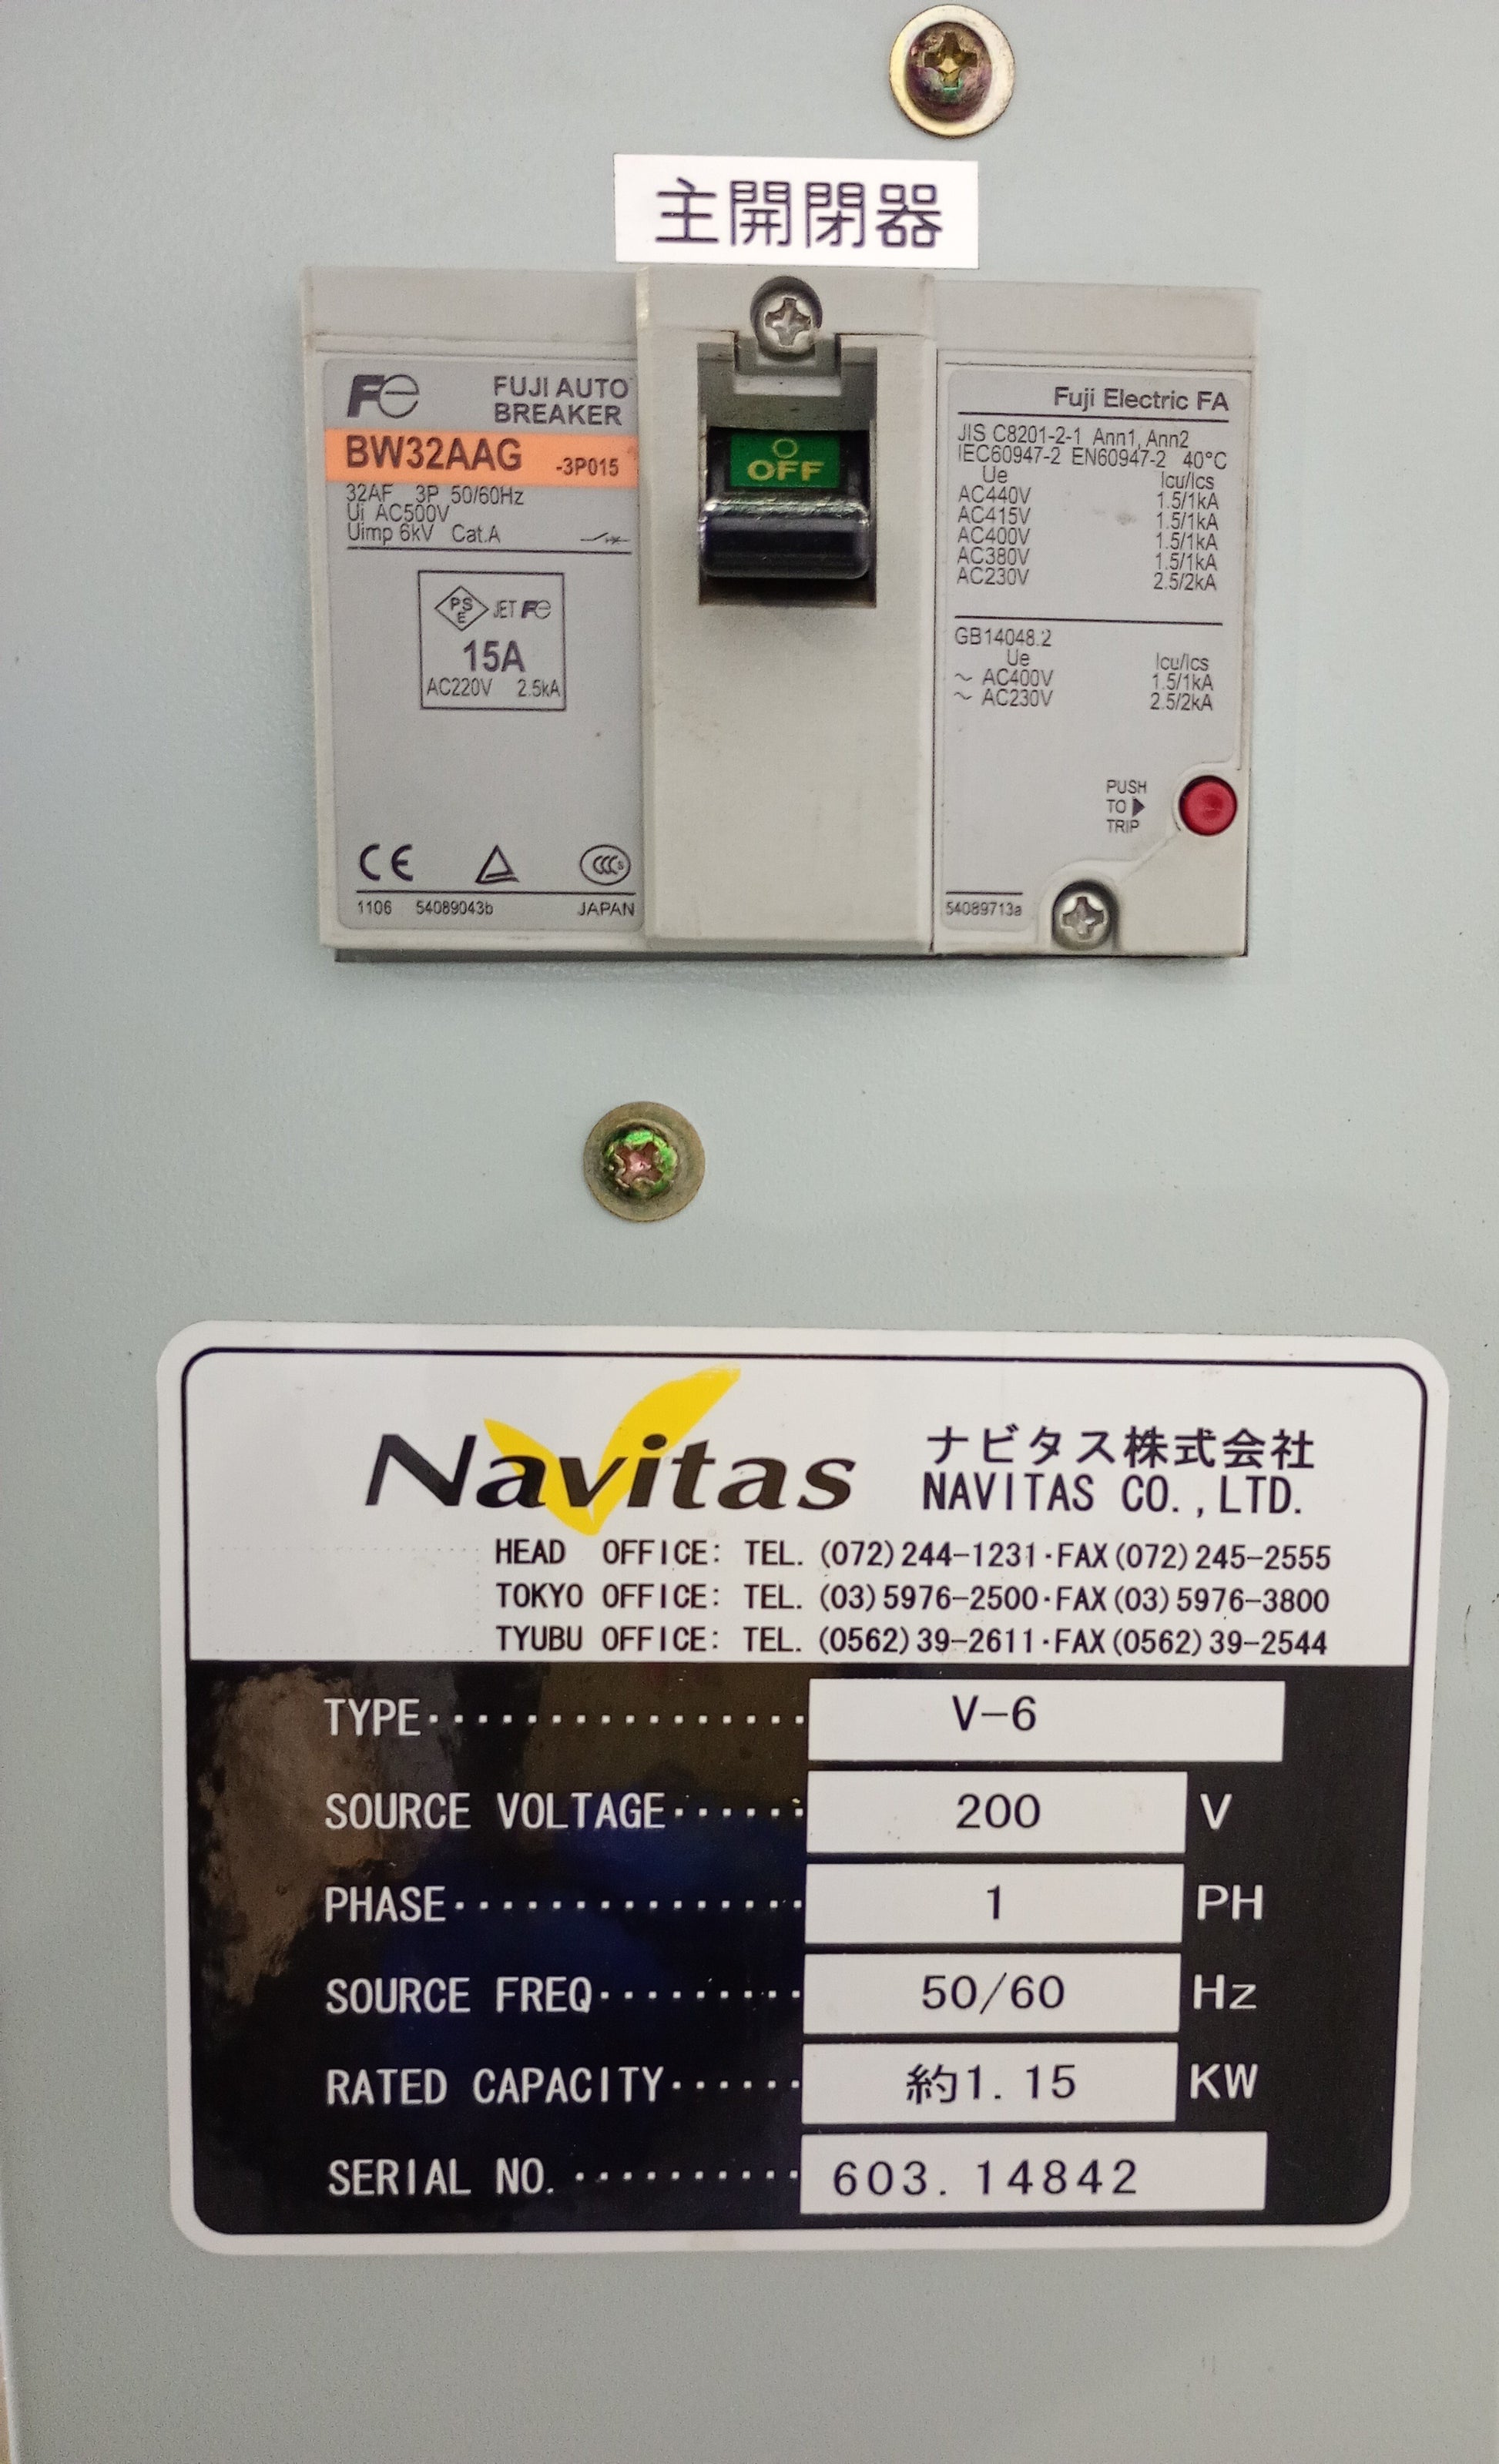 主開閉器
Fe FUJI AUTO
BREAKER
BW32AAG -3P015
32AF 3P 50/60Hz
Ui AC500V
Uimp 6kV Cat.A
PS
E JET Fe
15A
AC220V 2.5kA
CE CCC S
1106 54089043b JAPAN
OFF
Fuji Electric FA
JIS C8201-2-1 Ann1, Ann2
IEC60947-2 EN60947-2 40°C
Ue Icu/Ics
AC440V 1.5/1kA
AC415V 1.5/1kA
AC400V 1.5/1kA
AC380V 1.5/1kA
AC230V 2.5/2kA
GB14048.2
Ue Icu/Ics
～ AC400V 1.5/1kA
～ AC230V 2.5/2kA
PUSH
TO ▶
TRIP
54089713a
Navitas ナビタス株式会社
NAVITAS CO.,LTD.
HEAD OFFICE: TEL. (072)244-1231·FAX(072)245-2555
TOKYO OFFICE: TEL. (03)5976-2500·FAX(03)5976-3800
TYUBU OFFICE: TEL. (0562)39-2611·FAX(0562)39-2544
TYPE················ V-6
SOURCE VOLTAGE······ 200 V
PHASE··············· 1 PH
SOURCE FREQ········· 50/60 Hz
RATED CAPACITY······ 約1.15 KW
SERIAL NO.·········· 603.14842